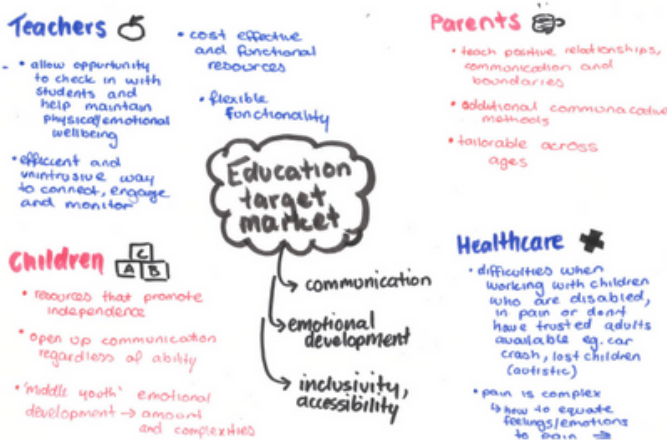 Teachers
• allow opportunity
to check in with
students and
help maintain
physical/emotional
wellbeing
• efficient and
unintrusive way
to connect, engage
and monitor
• cost effective
and functional
resources
• flexible
functionality
Parents
• teach positive relationships,
communication and
boundaries
• additional communacative
methods
• tailorable across
ages
Education
target
market
→ communication
→ emotional
development
→ inclusivity,
accessibility
Children
C
A B
• resources that promote
independence
• open up communication
regardless of ability
• 'middle youth' emotional
development → amount
and complexities
Healthcare
• difficulties when
working with children
who are disabled,
in pain or don't
have trusted adults
available eg. car
crash, lost children
(autistic)
• pain is complex
↳ how to equate
feelings/emotions
to pain →